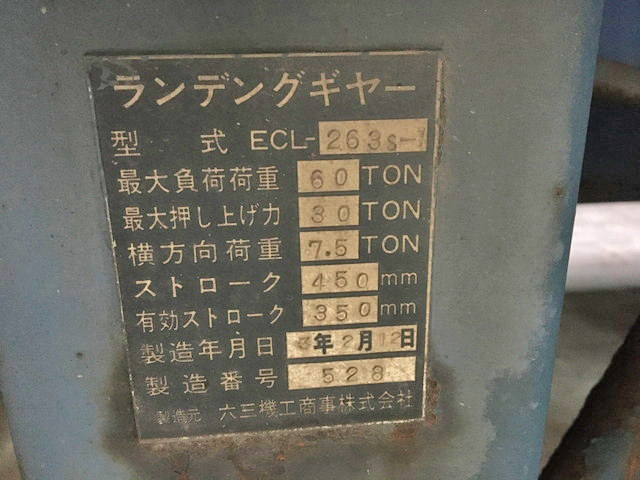 ランデングギヤー
型 式 ECL-263s-1
最大負荷荷重 60 TON
最大押し上げ力 30 TON
横方向荷重 7.5 TON
ストローク 450 mm
有効ストローク 350 mm
製造年月日 3年2月12日
製造番号 528
製造元 六三機工商事株式会社